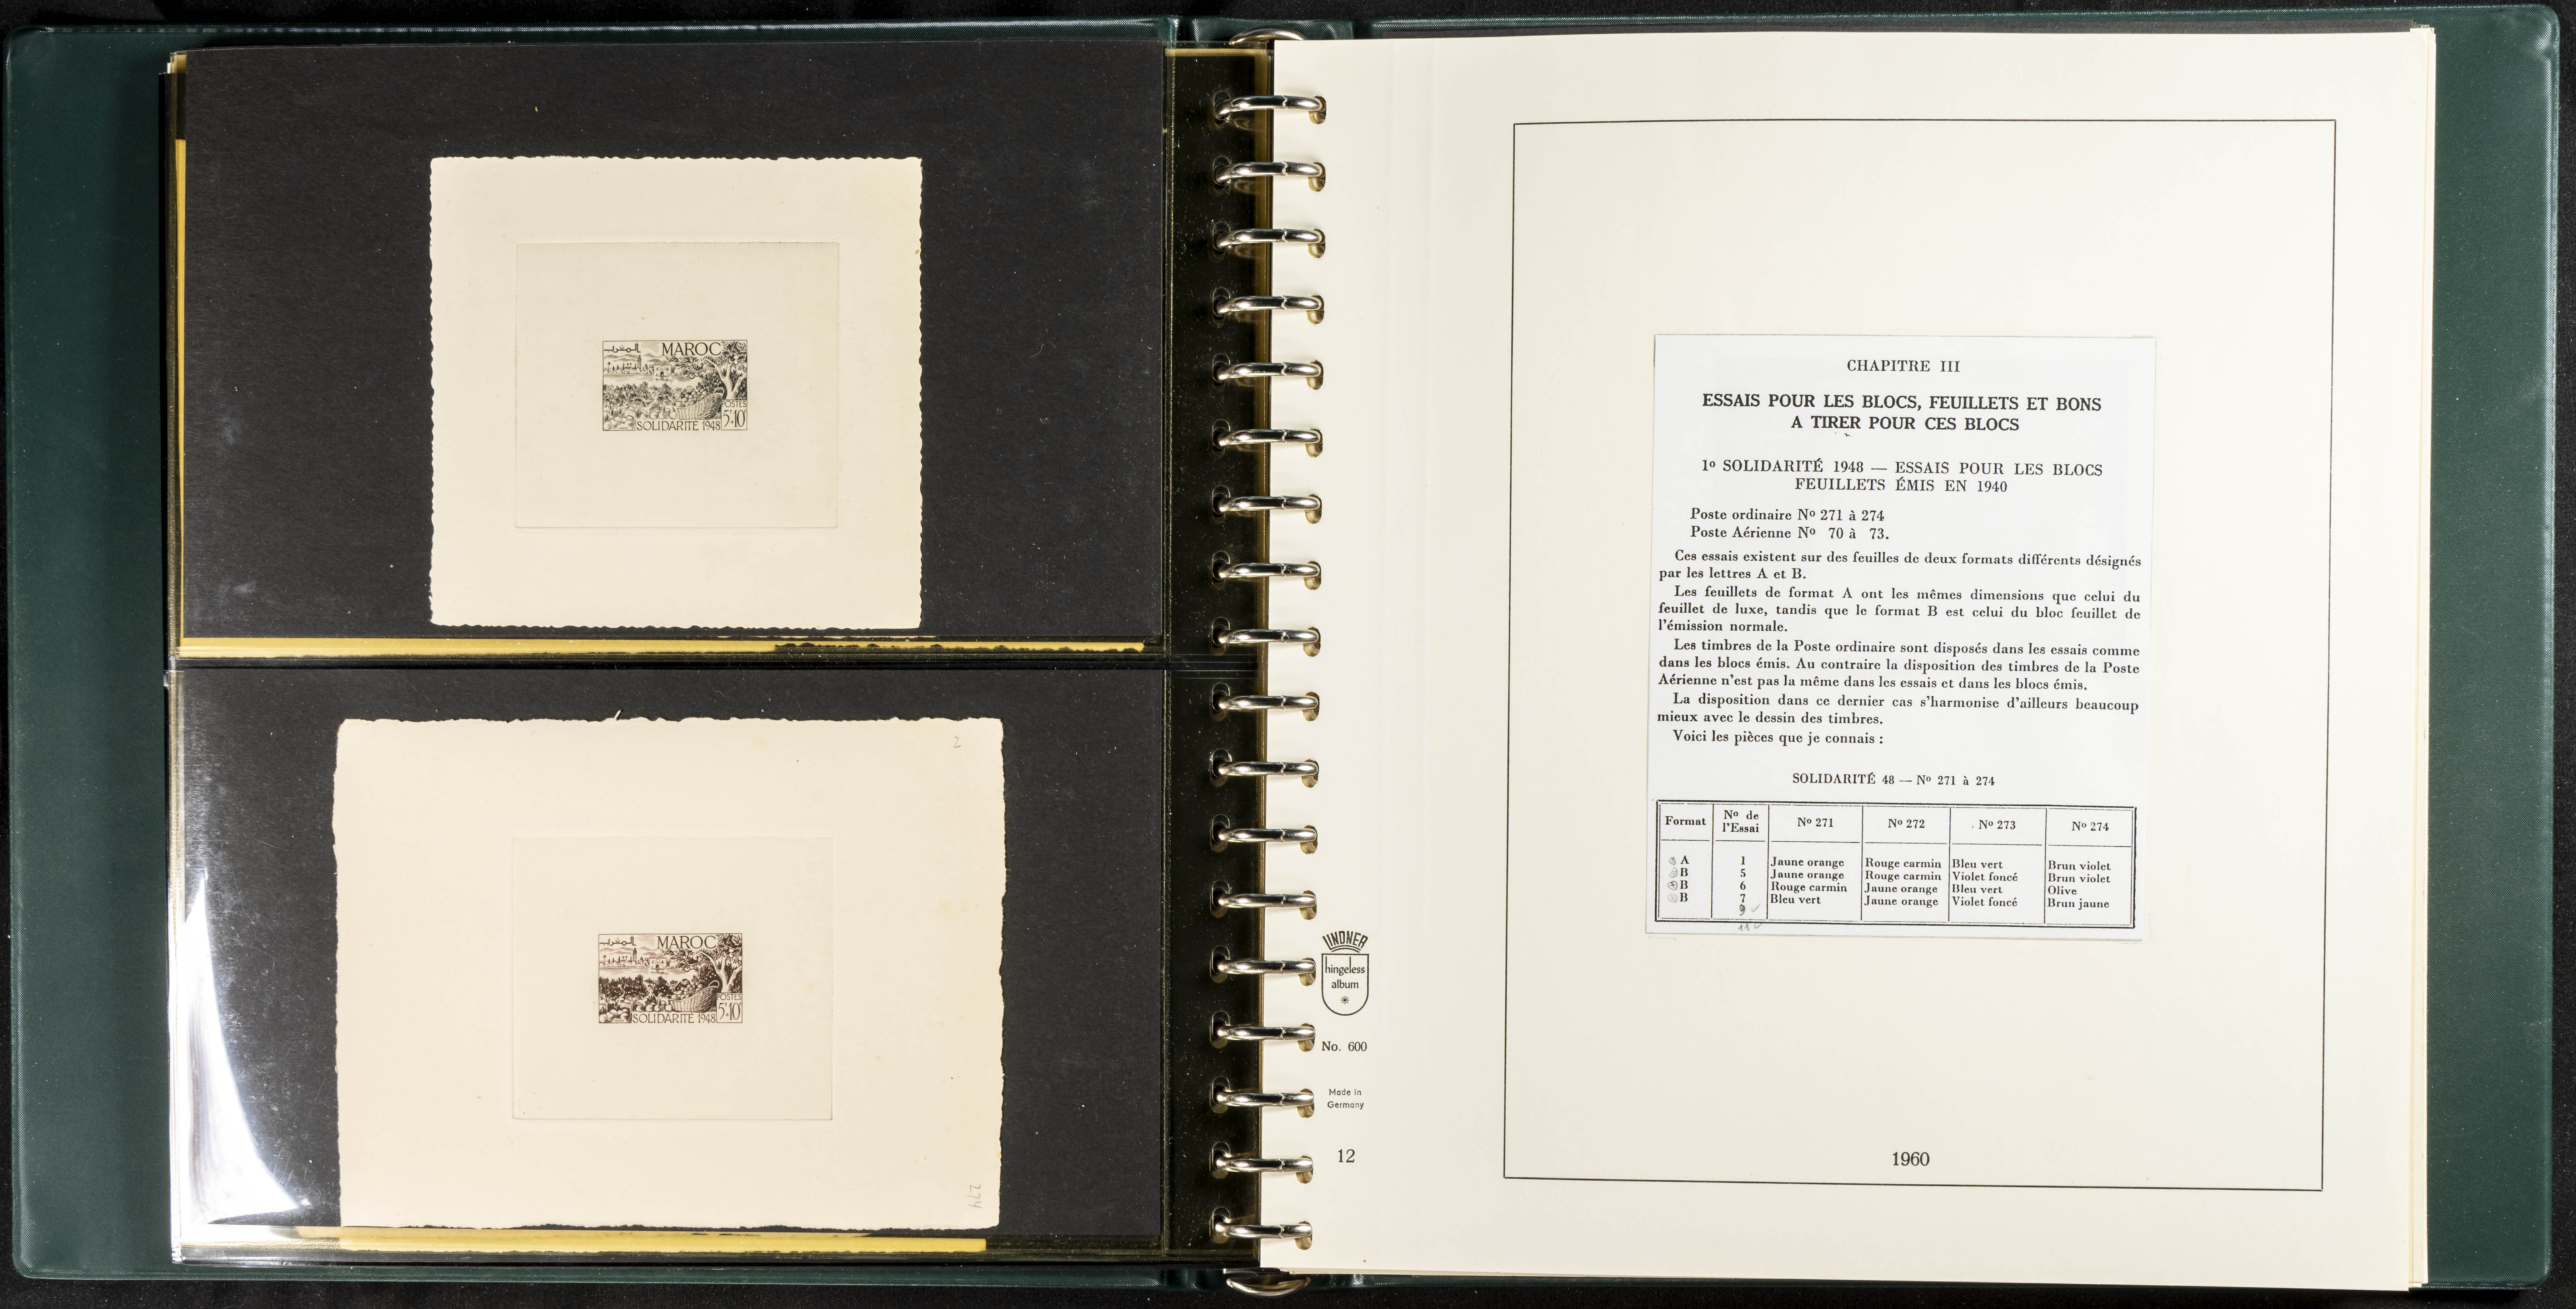 المغرب MAROC
POSTES
SOLIDARITÉ 1948 5F+10F
2
المغرب MAROC
POSTES
SOLIDARITÉ 1948 5F+10F
274
CHAPITRE III
ESSAIS POUR LES BLOCS, FEUILLETS ET BONS
A TIRER POUR CES BLOCS
1º SOLIDARITÉ 1948 — ESSAIS POUR LES BLOCS
FEUILLETS ÉMIS EN 1940
Poste ordinaire Nº 271 à 274
Poste Aérienne Nº 70 à 73.
Ces essais existent sur des feuilles de deux formats différents désignés
par les lettres A et B.
Les feuillets de format A ont les mêmes dimensions que celui du
feuillet de luxe, tandis que le format B est celui du bloc feuillet de
l'émission normale.
Les timbres de la Poste ordinaire sont disposés dans les essais comme
dans les blocs émis. Au contraire la disposition des timbres de la Poste
Aérienne n'est pas la même dans les essais et dans les blocs émis.
La disposition dans ce dernier cas s'harmonise d'ailleurs beaucoup
mieux avec le dessin des timbres.
Voici les pièces que je connais :
SOLIDARITÉ 48 — Nº 271 à 274
Format Nº de l'Essai Nº 271 Nº 272 Nº 273 Nº 274
A 1 Jaune orange Rouge carmin Bleu vert Brun violet
B 5 Jaune orange Rouge carmin Violet foncé Brun violet
B 6 Rouge carmin Jaune orange Bleu vert Olive
B 7 Bleu vert Jaune orange Violet foncé Brun jaune
9
11
LINDNER
hingeless
album
No. 600
Made in
Germany
12
1960